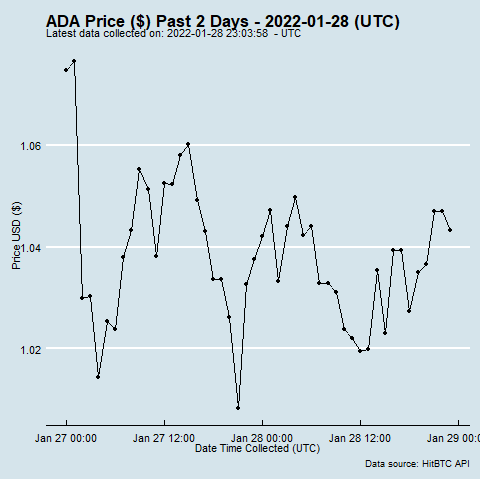 ADA Price ($) Past 2 Days - 2022-01-28 (UTC)
Latest data collected on: 2022-01-28 23:03:58 - UTC
1.06
1.04
1.02
Price USD ($)
Jan 27 00:00 Jan 27 12:00 Jan 28 00:00 Jan 28 12:00 Jan 29 00:00
Date Time Collected (UTC)
Data source: HitBTC API